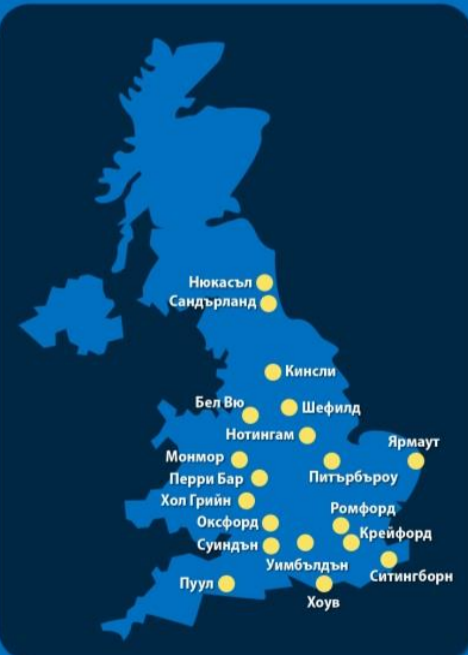 Нюкасъл
Сандърланд
Кинсли
Бел Вю
Шефилд
Нотингам
Ярмаут
Монмор
Питърбъроу
Перри Бар
Хол Грийн
Ромфорд
Оксфорд
Крейфорд
Суиндън
Уимбълдън
Ситингборн
Пуул
Хоув